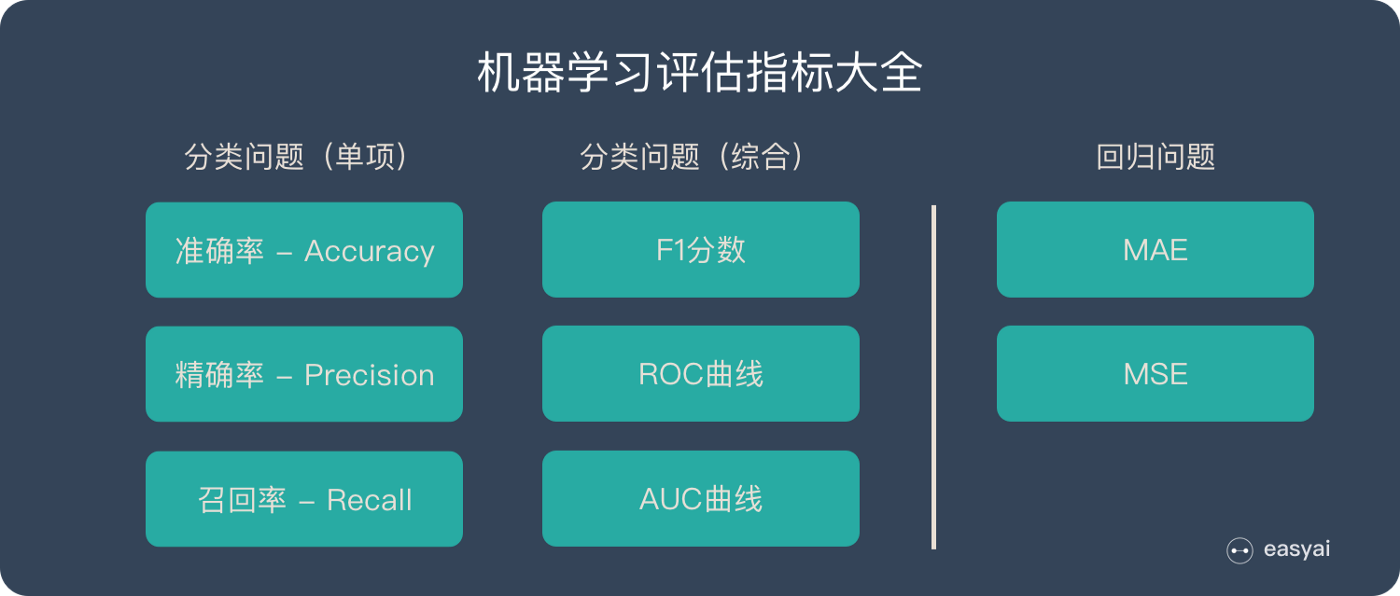 机器学习评估指标大全
分类问题（单项）
分类问题（综合）
回归问题
准确率 – Accuracy
F1分数
MAE
精确率 – Precision
ROC曲线
MSE
召回率 – Recall
AUC曲线
easyai